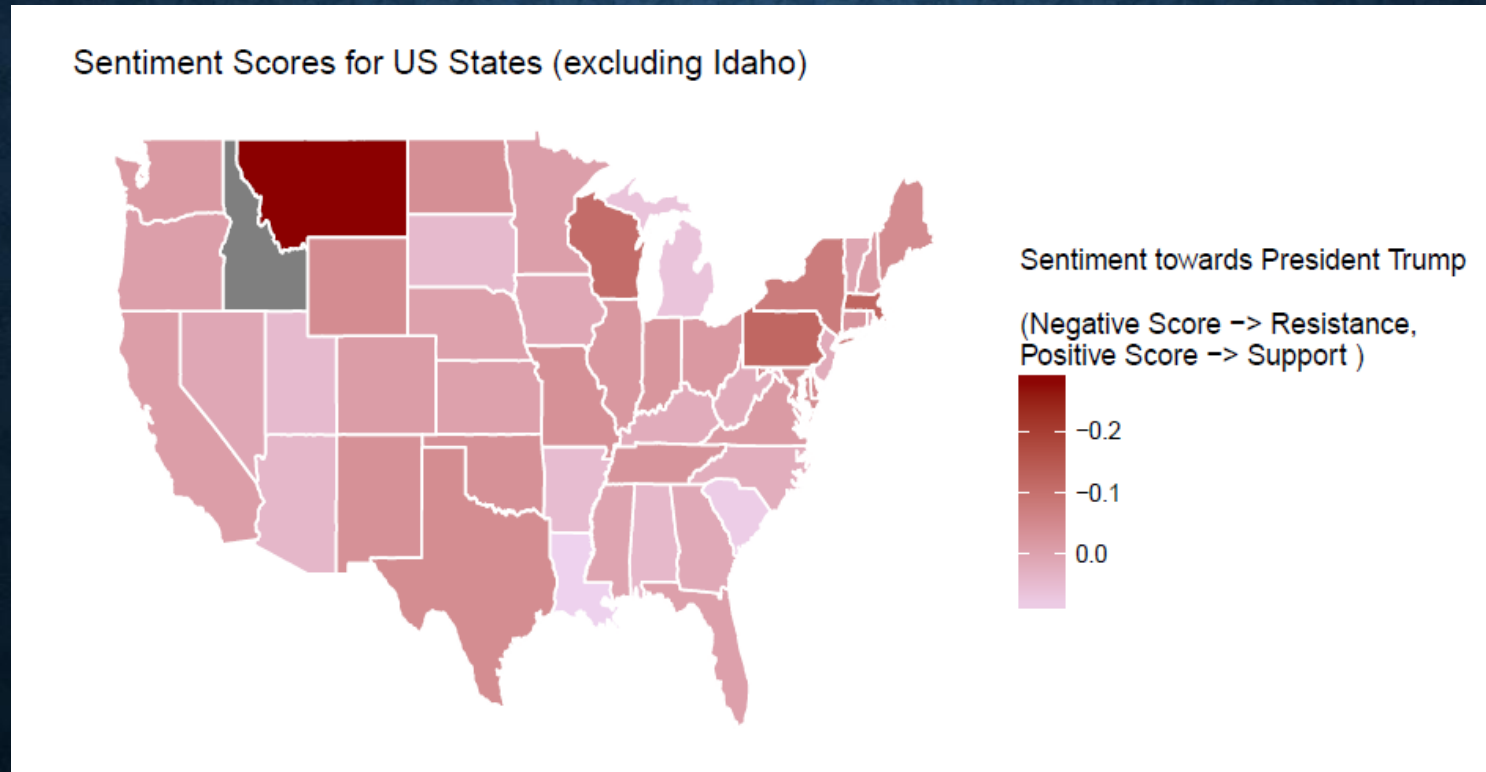 Sentiment Scores for US States (excluding Idaho)
Sentiment towards President Trump
(Negative Score −> Resistance,
Positive Score −> Support )
−0.2
−0.1
0.0